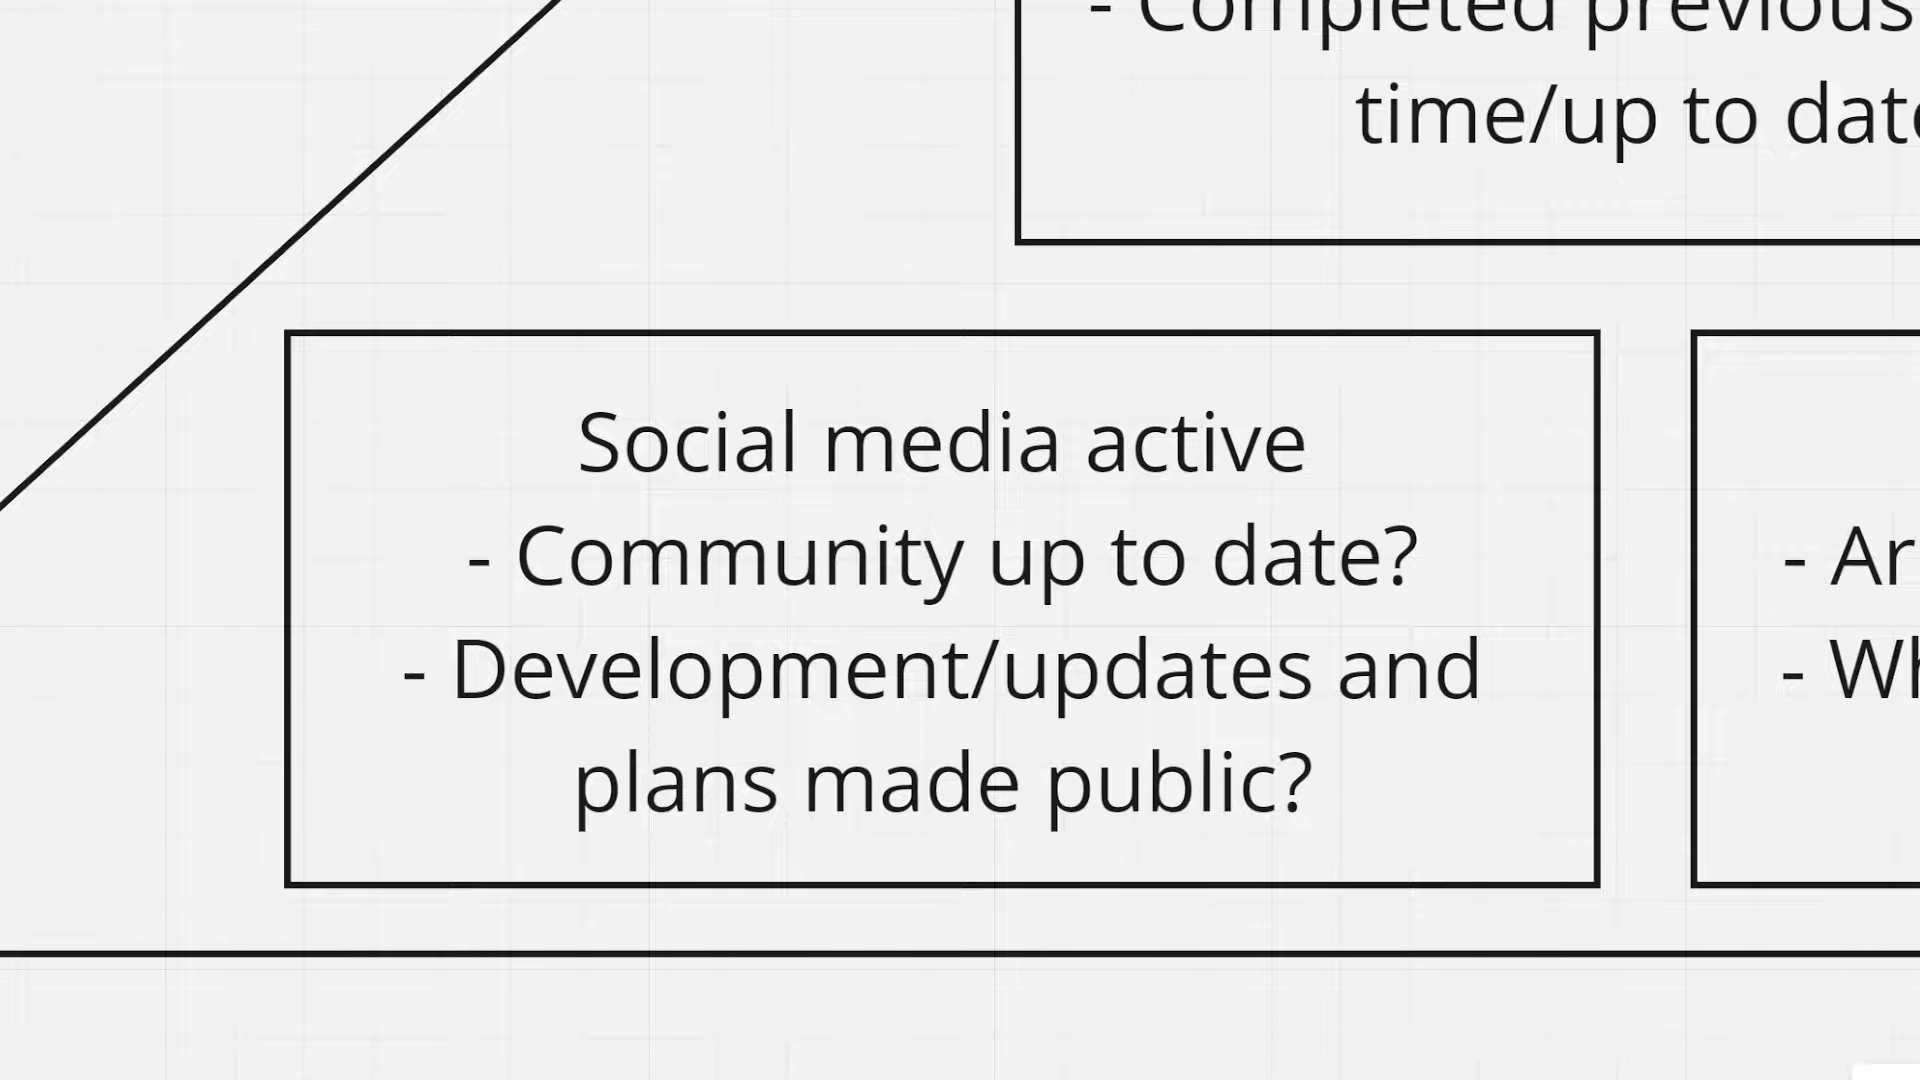 - Completed previous
time/up to date
Social media active
- Community up to date?
- Development/updates and
plans made public?
- Ar
- Wh